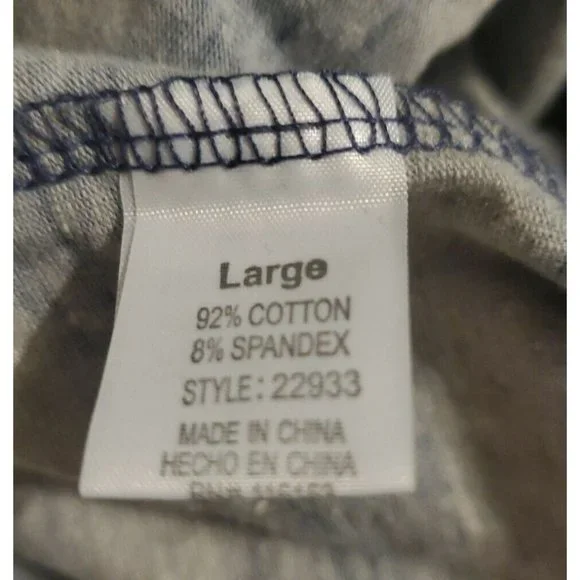 Large
92% COTTON
8% SPANDEX
STYLE: 22933
MADE IN CHINA
HECHO EN CHINA